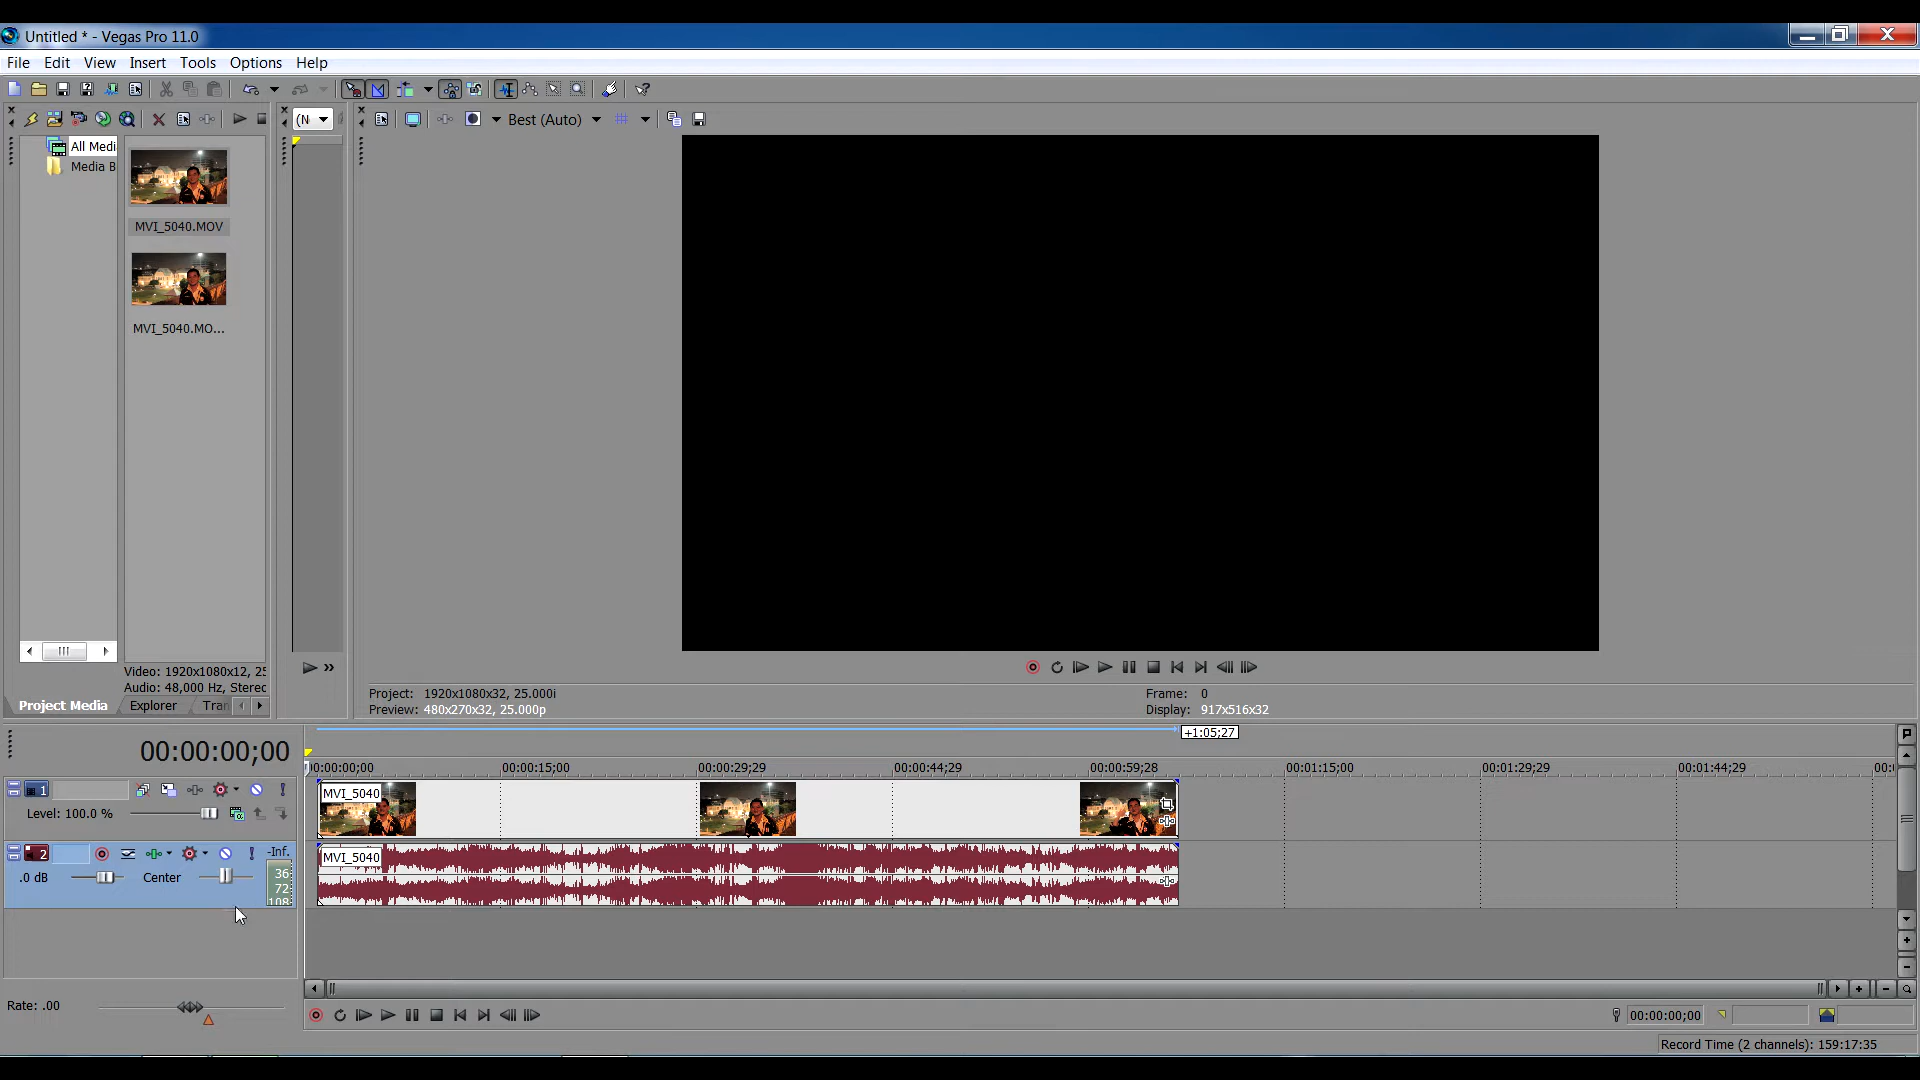 Untitled * - Vegas Pro 11.0
File Edit View Insert Tools Options Help
(N
Best (Auto)
All Medi
Media B
MVI_5040.MOV
MVI_5040.MO...
Video: 1920x1080x12, 25
Audio: 48,000 Hz, Stereo
Project Media Explorer Tran
Project: 1920x1080x32, 25.000i
Preview: 480x270x32, 25.000p
Frame: 0
Display: 917x516x32
00:00:00;00
+1:05;27
00:00:00;00 00:00:15;00 00:00:29;29 00:00:44;29 00:00:59;28 00:01:15;00 00:01:29;29 00:01:44;29 00:0
1
Level: 100.0 %
MVI_5040
2
-Inf.
.0 dB Center
36
72
108
MVI_5040
Rate: .00
00:00:00;00
Record Time (2 channels): 159:17:35